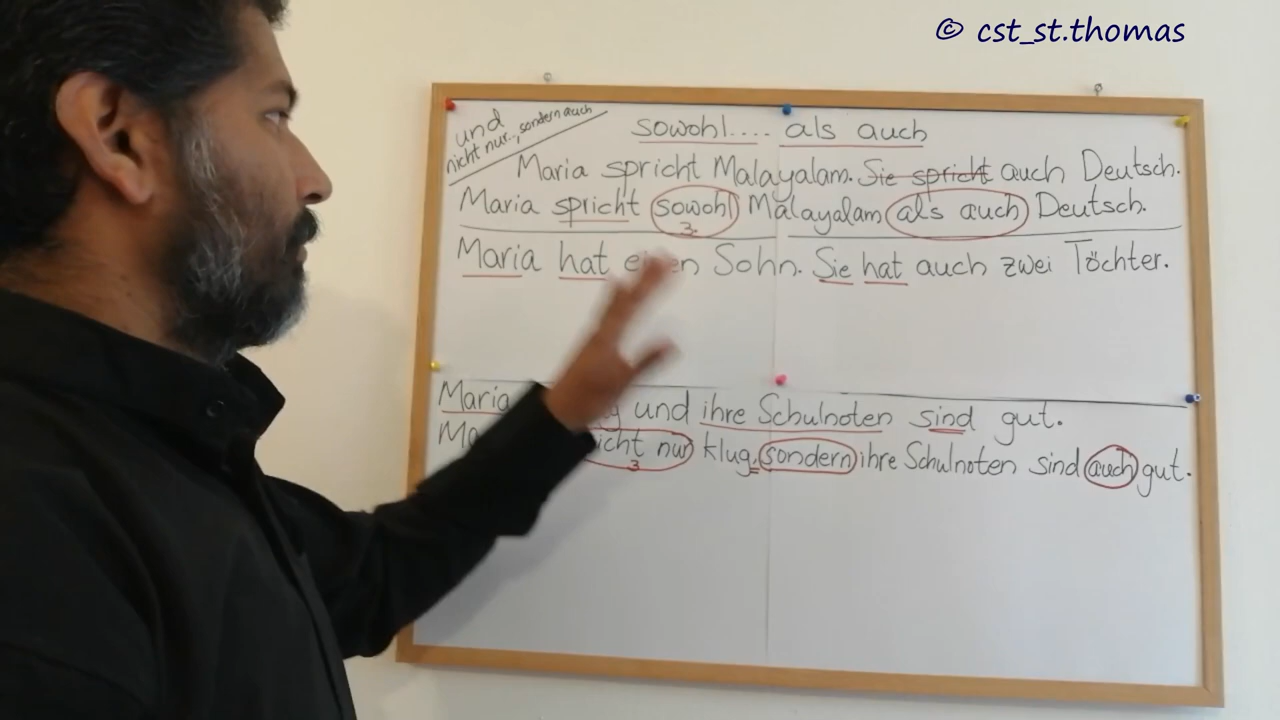 © cst_st.thomas
und
nicht nur.., sondern auch
sowohl.... als auch
Maria spricht Malayalam. Sie spricht auch Deutsch.
Maria spricht sowohl Malayalam als auch Deutsch.
3.
Maria hat Sohn. Sie hat auch zwei Töchter.
Maria und ihre Schulnoten sind gut.
nur klug, sondern ihre Schulnoten sind auch gut.
3